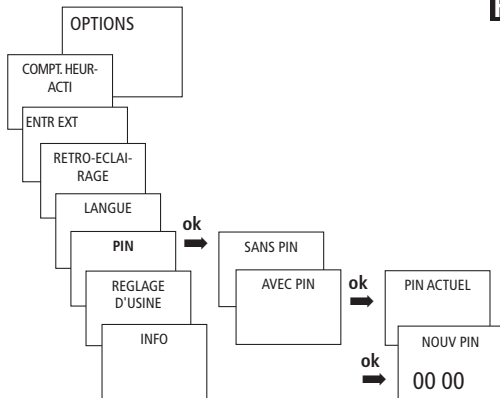 OPTIONS
COMPT. HEUR-
ACTI
ENTR EXT
RETRO-ECLAI-
RAGE
LANGUE
ok
PIN
SANS PIN
REGLAGE
D'USINE
AVEC PIN
ok
PIN ACTUEL
INFO
NOUV PIN
ok
00 00